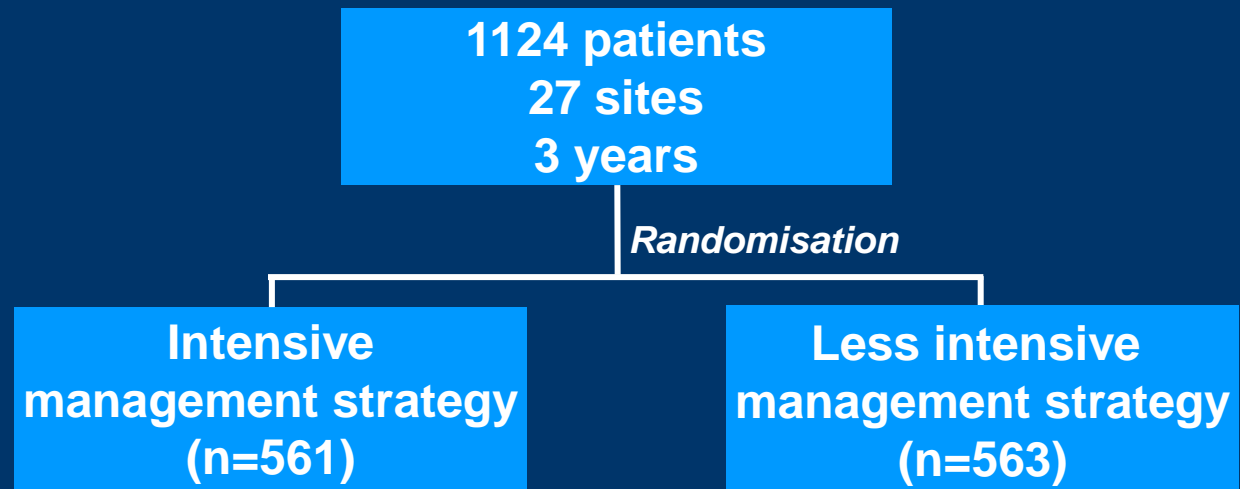 1124 patients
27 sites
3 years
Randomisation
Intensive
management strategy
(n=561)
Less intensive
management strategy
(n=563)